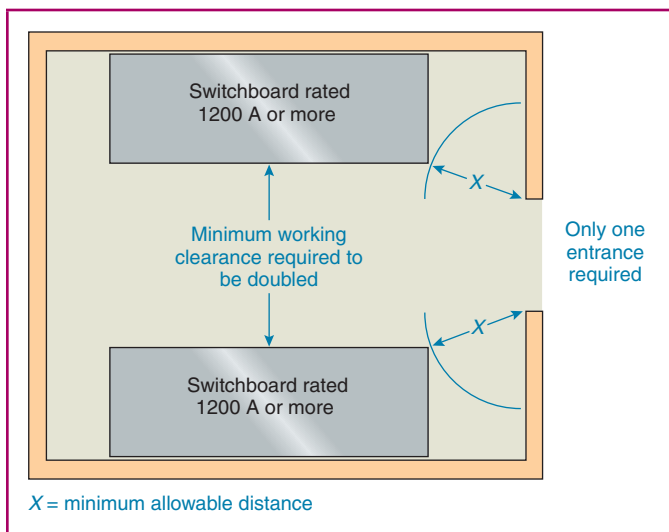 Switchboard rated
1200 A or more
X
Minimum working
clearance required to
be doubled
Only one
entrance
required
X
Switchboard rated
1200 A or more
X = minimum allowable distance